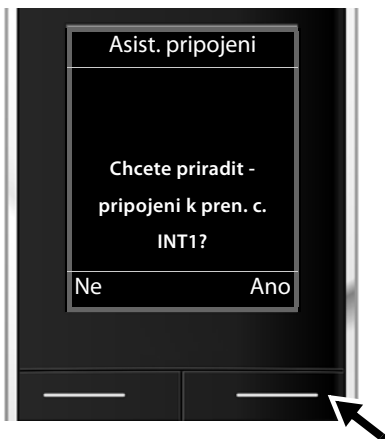 Asist. pripojeni
Chcete priradit -
pripojeni k pren. c.
INT1?
Ne Ano